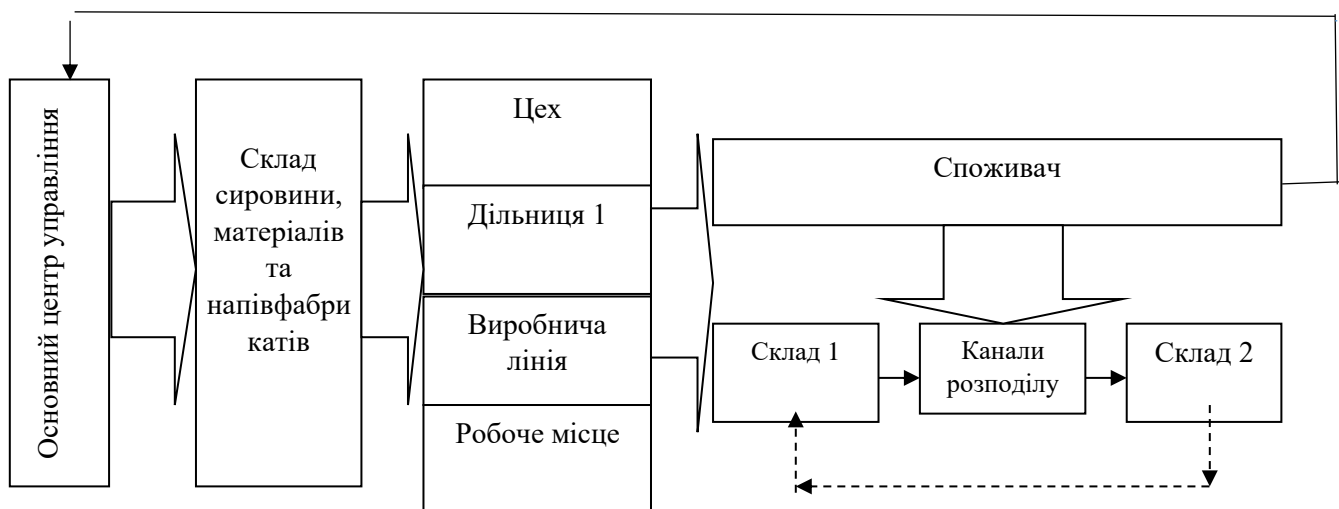 Основний центр управління
Склад
сировини,
матеріалів
та
напівфабри
катів
Цех
Дільниця 1
Виробнича
лінія
Робоче місце
Споживач
Склад 1
Канали
розподілу
Склад 2